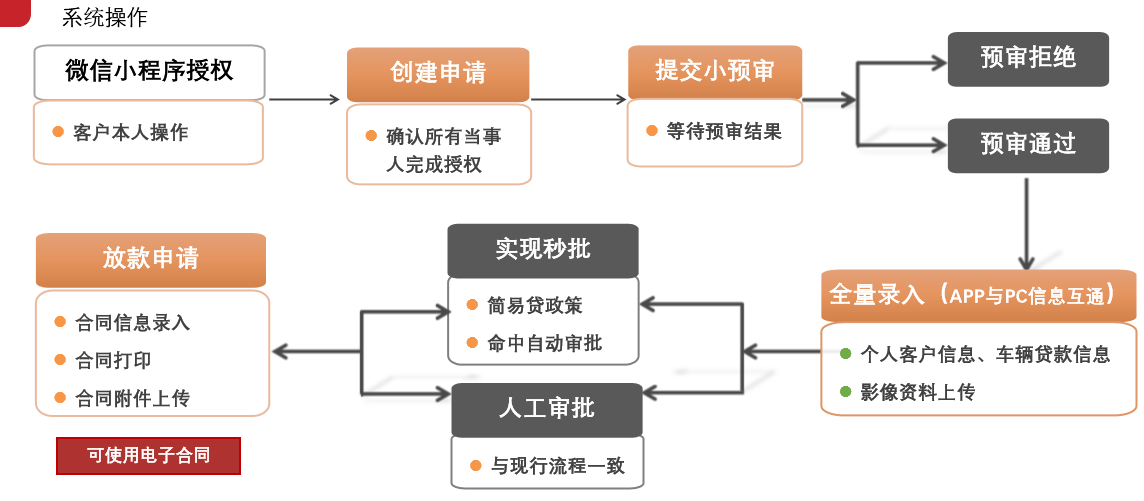 系统操作
微信小程序授权
客户本人操作
创建申请
确认所有当事
人完成授权
提交小预审
等待预审结果
预审拒绝
预审通过
全量录入（APP与PC信息互通）
个人客户信息、车辆贷款信息
影像资料上传
实现秒批
简易贷政策
命中自动审批
人工审批
与现行流程一致
放款申请
合同信息录入
合同打印
合同附件上传
可使用电子合同